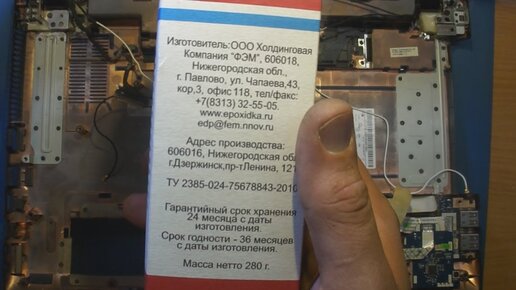 Изготовитель: ООО Холдинговая
Компания "ФЭМ", 606018,
Нижегородская обл.,
г. Павлово, ул. Чапаева,43,
кор,3, офис 118, тел/факс:
+7(8313) 32-55-05.
www.epoxidka.ru
edp@fem.nnov.ru
Адрес производства:
606016, Нижегородская обл
г.Дзержинск,пр-тЛенина, 121
ТУ 2385-024-75678843-2010
Гарантийный срок хранения
24 месяца с даты
изготовления.
Срок годности - 36 месяцев
с даты изготовления.
Масса нетто 280 г.